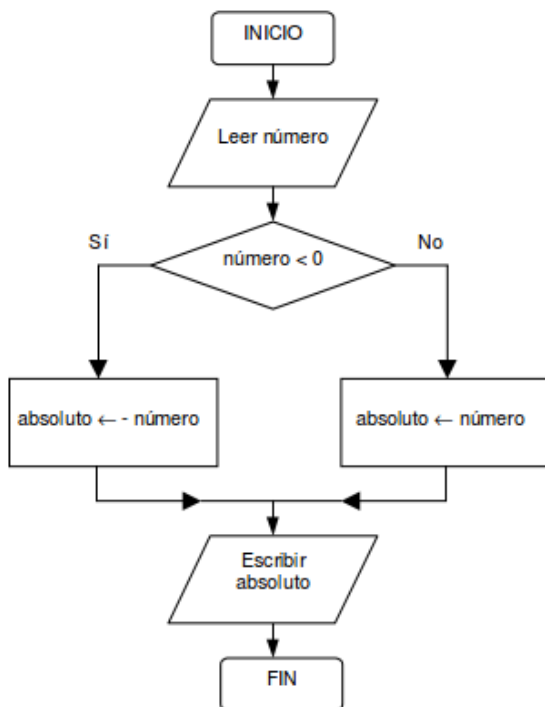 INICIO
Leer número
Sí
número < 0
No
absoluto ← - número
absoluto ← número
Escribir
absoluto
FIN